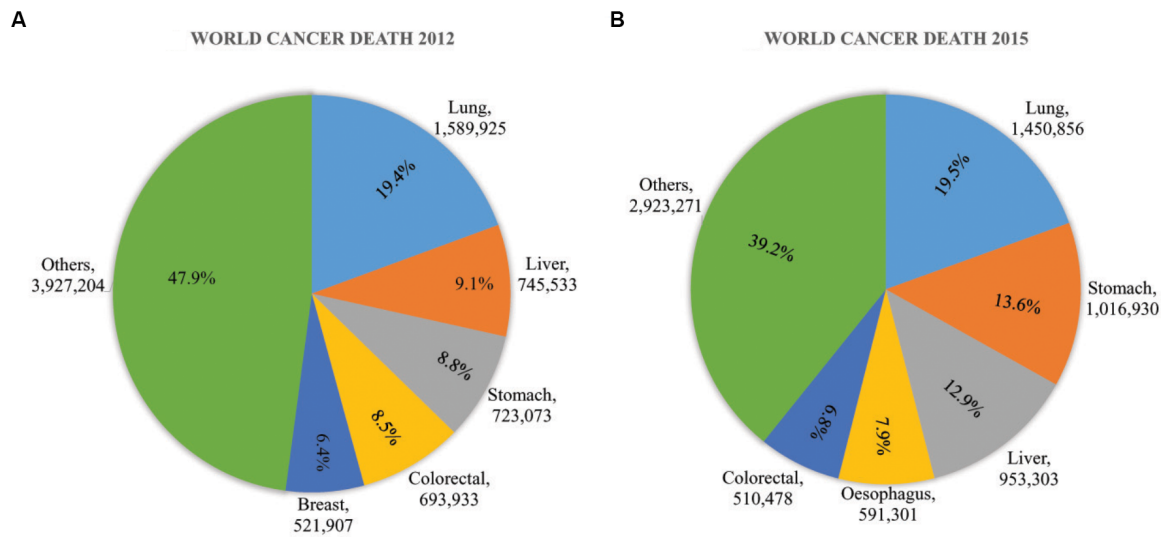 A
WORLD CANCER DEATH 2012
Lung,
1,589,925
19.4%
Liver,
745,533
9.1%
Stomach,
723,073
8.8%
Colorectal,
693,933
8.5%
Breast,
521,907
6.4%
Others,
3,927,204
47.9%
B
WORLD CANCER DEATH 2015
Lung,
1,450,856
19.5%
Stomach,
1,016,930
13.6%
Liver,
953,303
12.9%
Oesophagus,
591,301
7.9%
Colorectal,
510,478
6.8%
Others,
2,923,271
39.2%